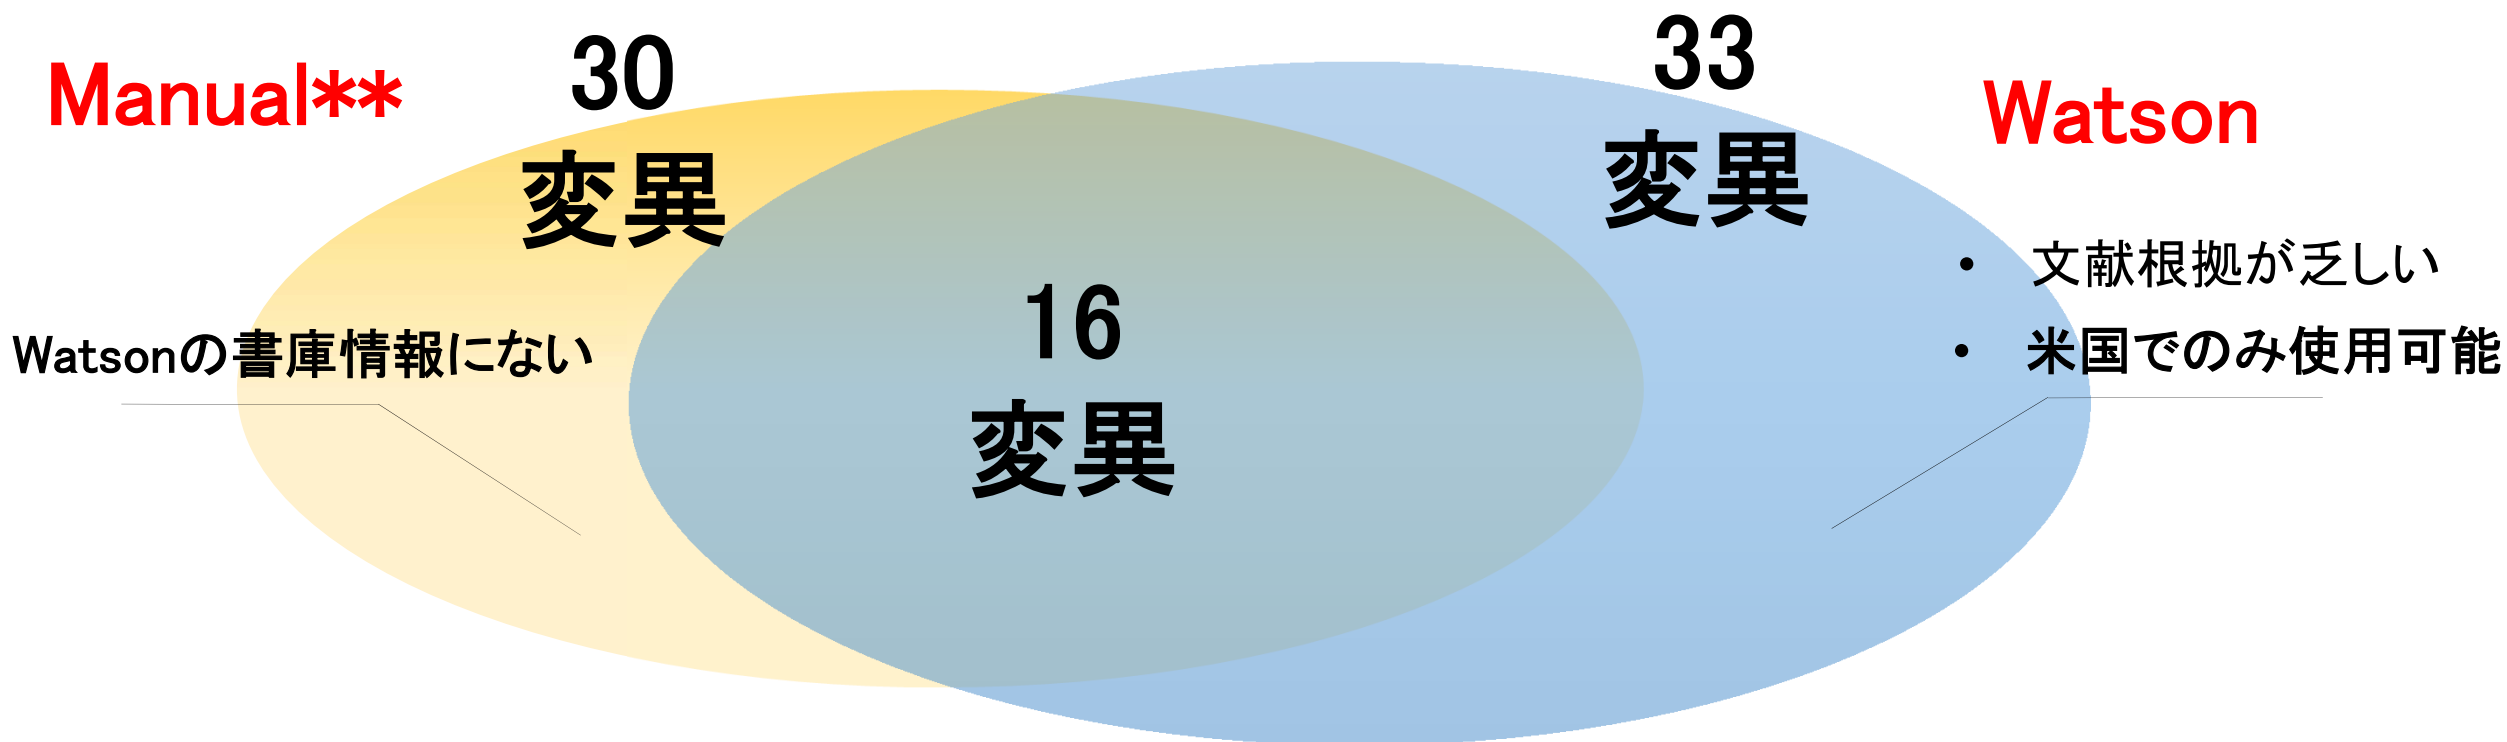 Manual**
30
変異
33
変異
Watson
・文献根拠が乏しい
・米国でのみ使用可能
Watsonの事前情報にない
16
変異